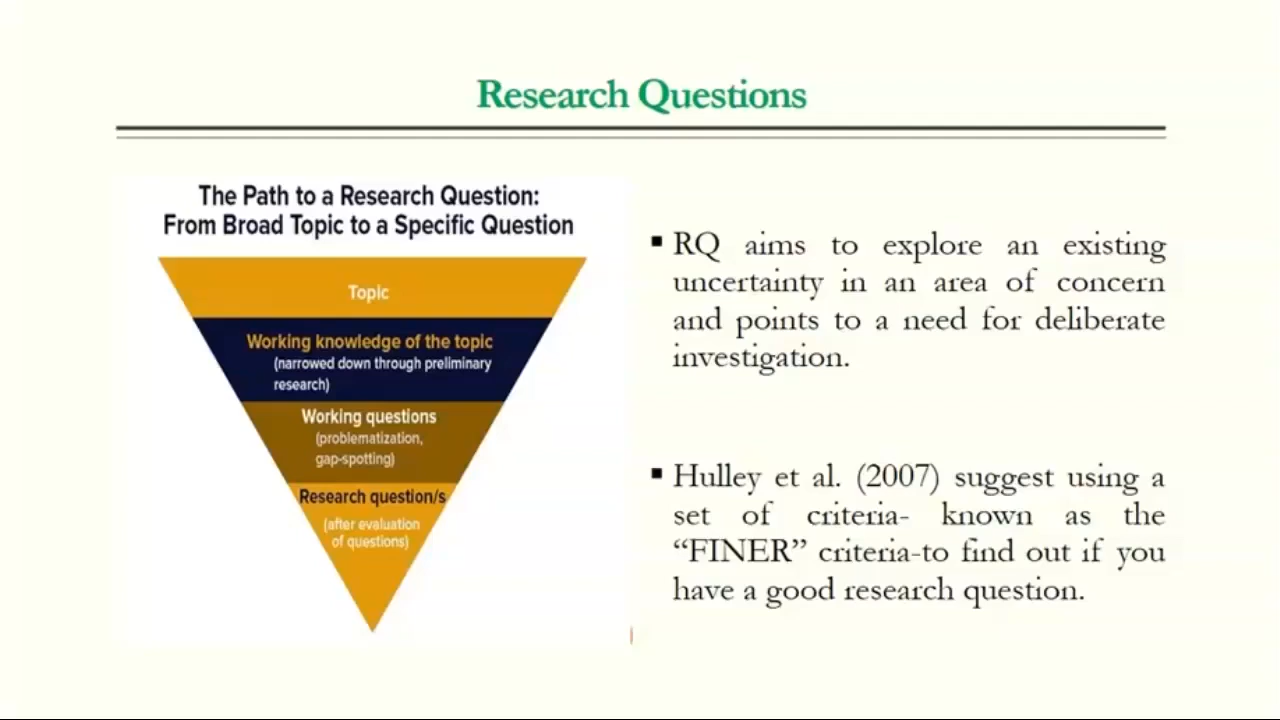 Research Questions
The Path to a Research Question:
From Broad Topic to a Specific Question
Topic
Working knowledge of the topic
(narrowed down through preliminary
research)
Working questions
(problematization,
gap-spotting)
Research question/s
(after evaluation
of questions)
▪ RQ aims to explore an existing
uncertainty in an area of concern
and points to a need for deliberate
investigation.
▪ Hulley et al. (2007) suggest using a
set of criteria- known as the
“FINER” criteria-to find out if you
have a good research question.